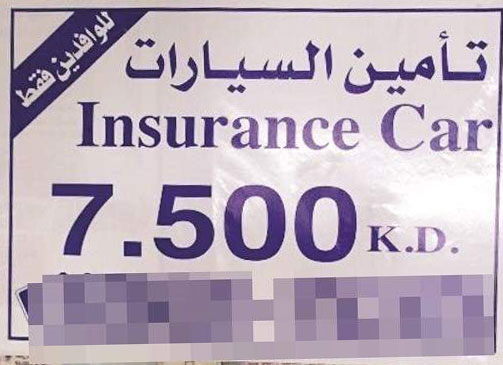 للوافدين فقط
تأمين السيارات
Insurance Car
7.500 K.D.